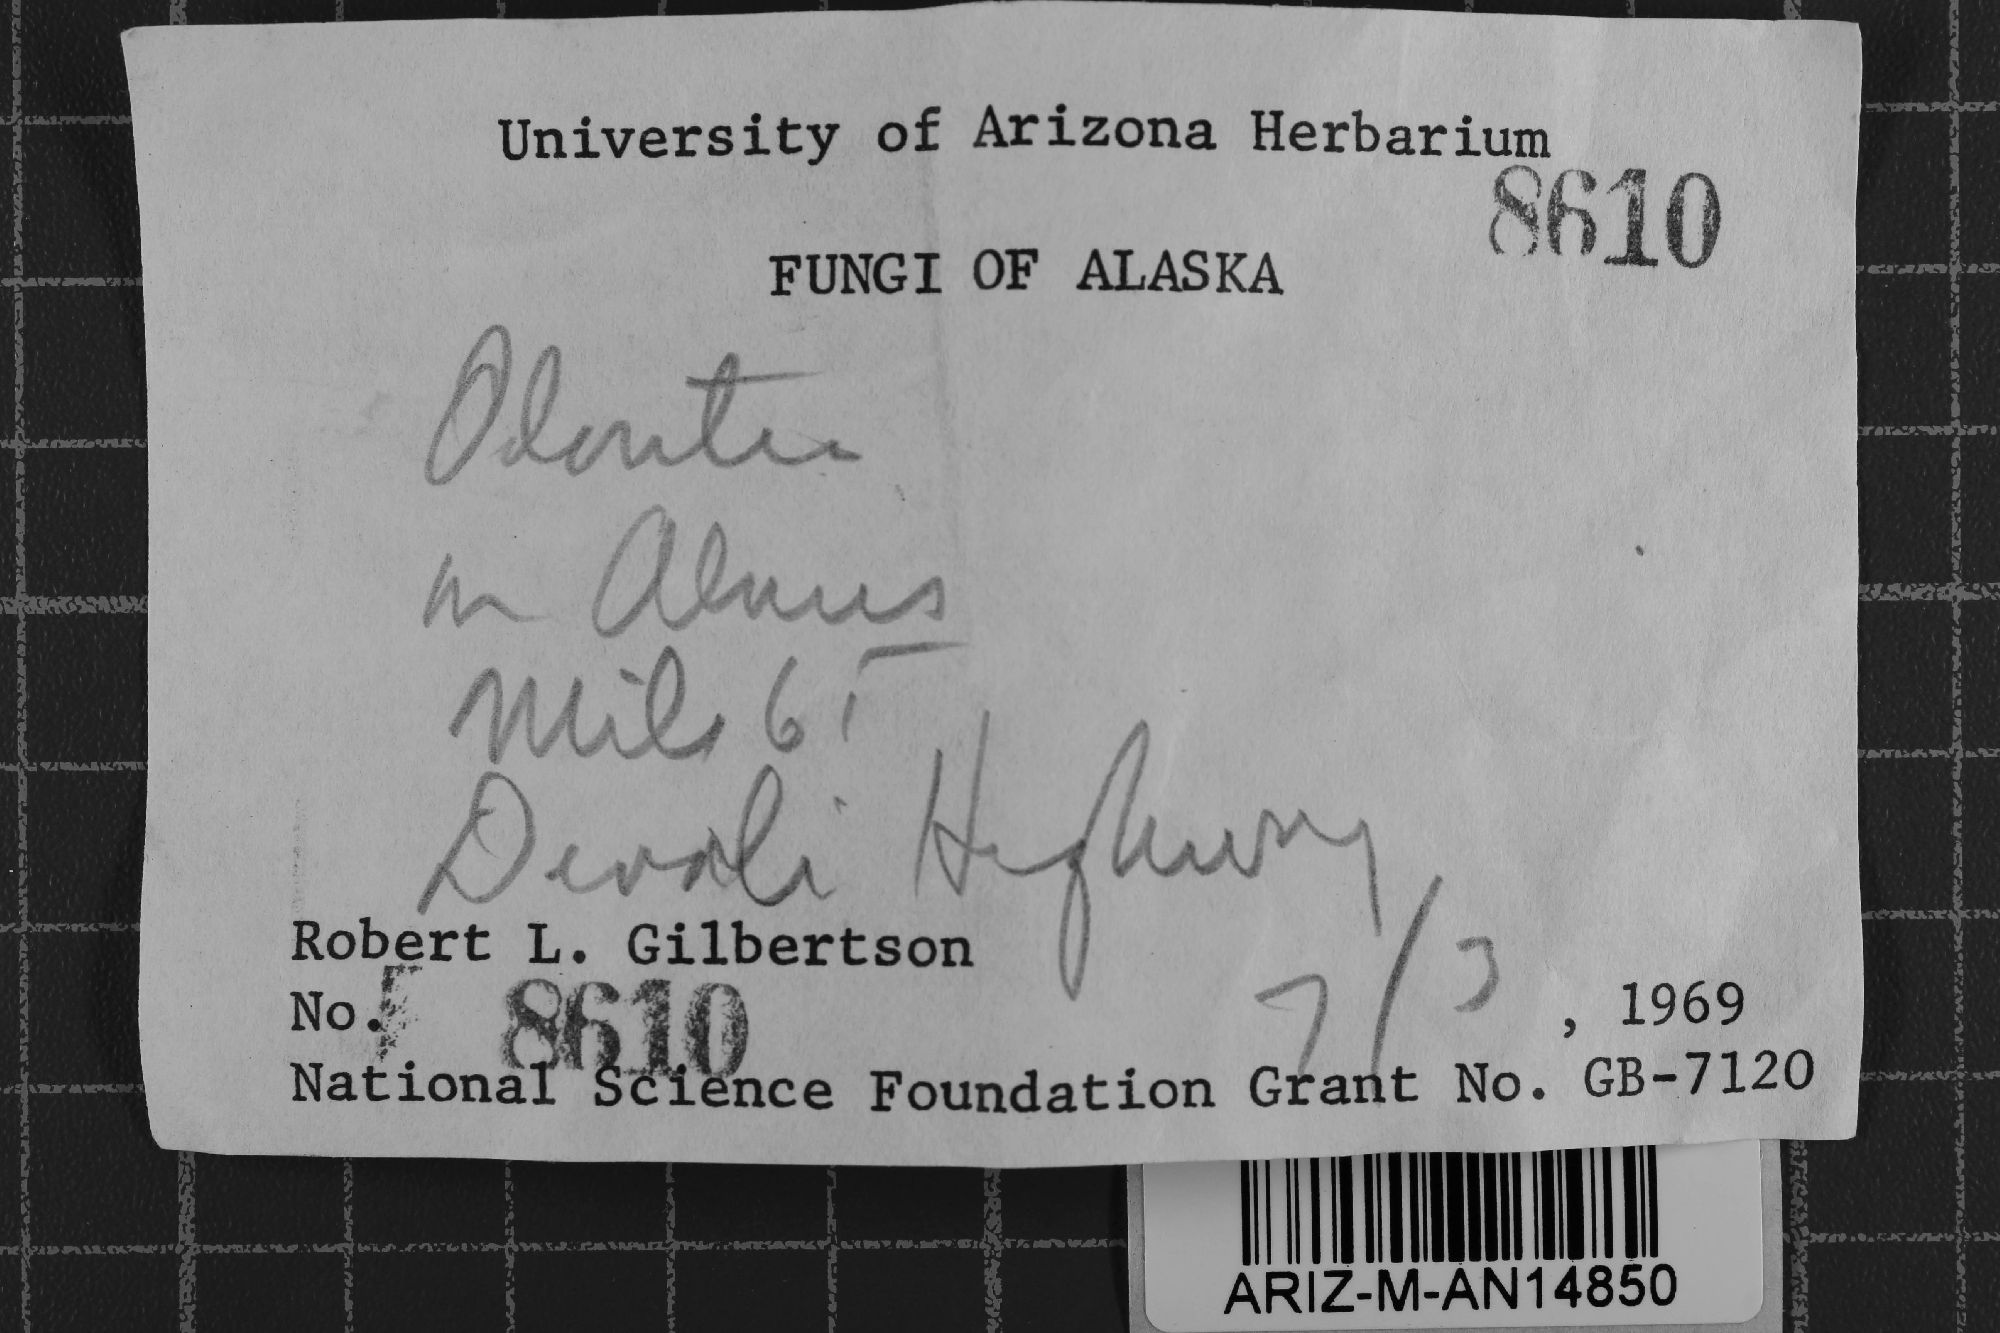 University of Arizona Herbarium
8610
FUNGI OF ALASKA
Odontia
on Alnus
Mile 65
Denali Highway
Robert L. Gilbertson
No. 8610
7/3, 1969
National Science Foundation Grant No. GB-7120
ARIZ-M-AN14850